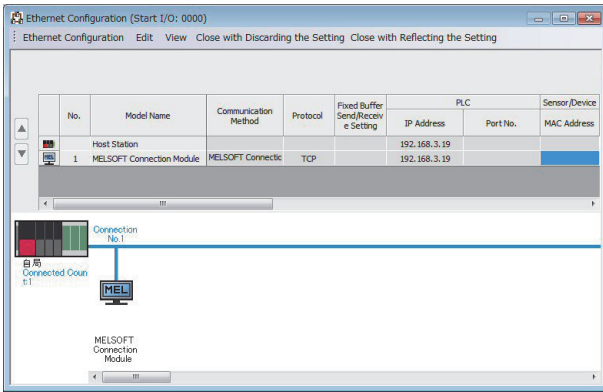 Ethernet Configuration (Start I/O: 0000)
Ethernet Configuration Edit View Close with Discarding the Setting Close with Reflecting the Setting
No. Model Name Communication Method Protocol Fixed Buffer Send/Receiv e Setting PLC Sensor/Device
IP Address Port No. MAC Address
Host Station 192.168.3.19
1 MELSOFT Connection Module MELSOFT Connectic TCP 192.168.3.19
Connection
No.1
自局
Connected Coun
t:1
MEL
MELSOFT
Connection
Module